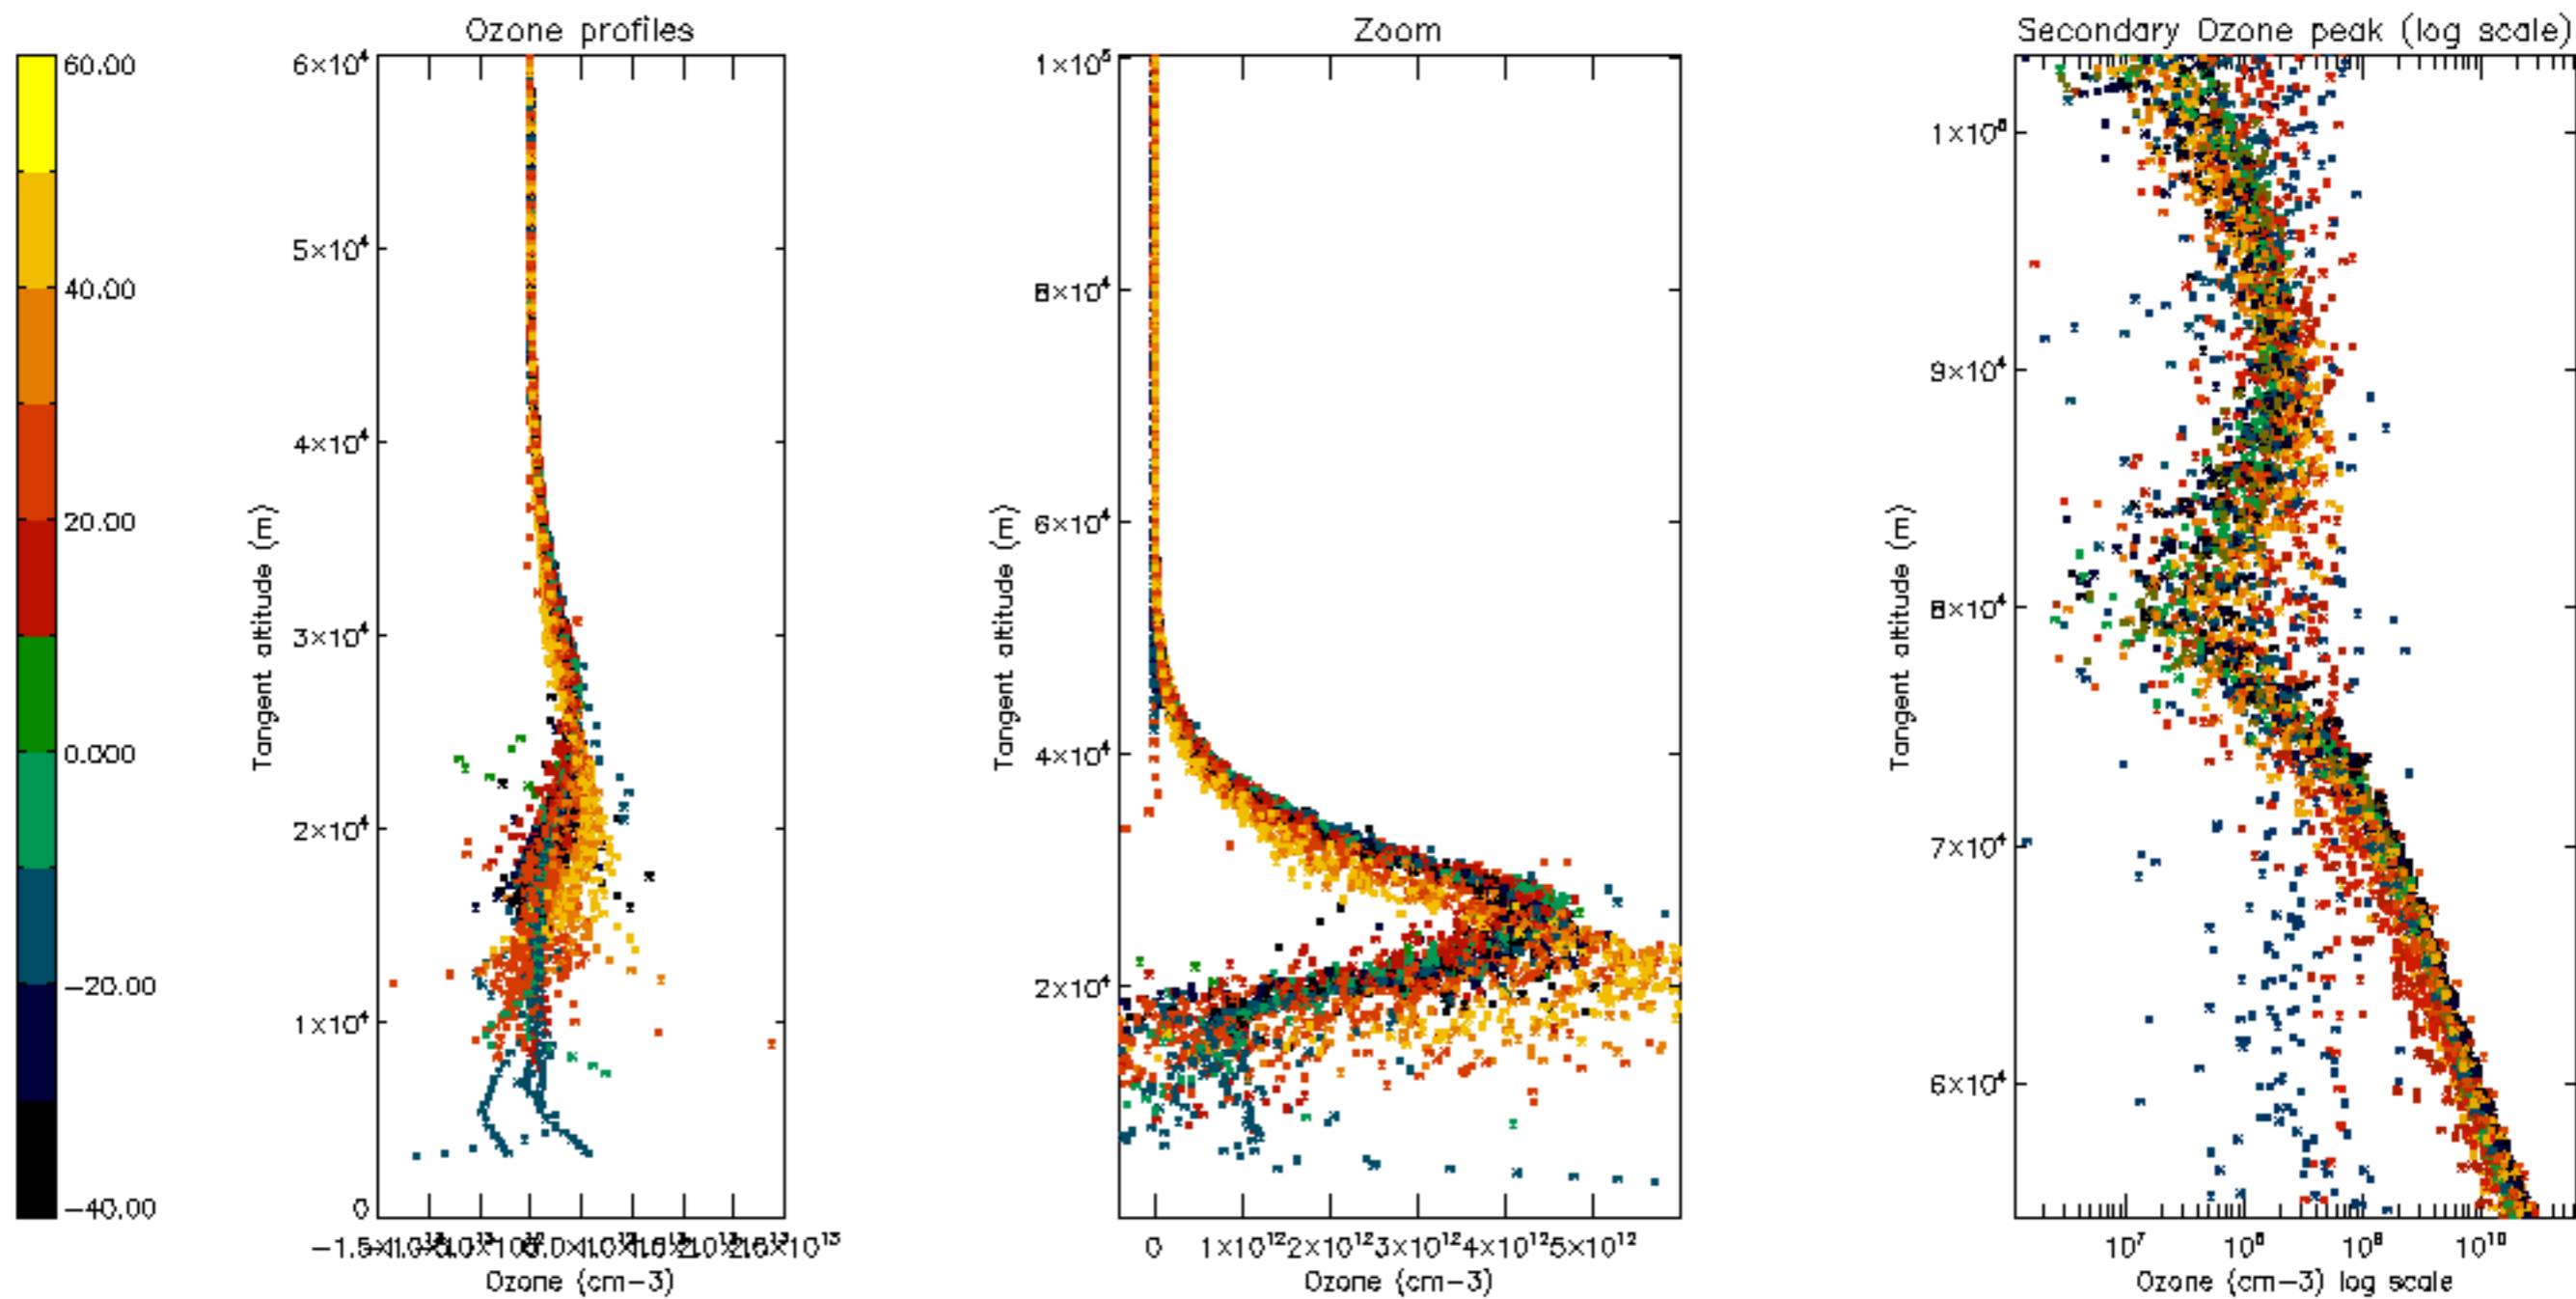 Ozone profiles
Zoom
Secondary Ozone peak (log scale)
60.00
40.00
20.00
0.000
−20.00
−40.00
6×10⁴
5×10⁴
4×10⁴
3×10⁴
2×10⁴
1×10⁴
0
Tangent altitude (m)
Ozone (cm−3)
1×10⁵
8×10⁴
6×10⁴
4×10⁴
2×10⁴
Tangent altitude (m)
0 1×10¹² 2×10¹² 3×10¹² 4×10¹² 5×10¹²
Ozone (cm−3)
9×10⁴
8×10⁴
7×10⁴
6×10⁴
Tangent altitude (m)
10⁷ 10⁸ 10⁹ 10¹⁰
Ozone (cm−3) log scale